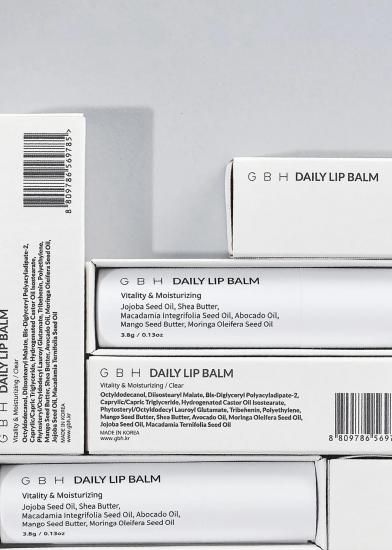 8 809786 569785 >
G B H DAILY LIP BALM
Vitality & Moisturizing / Clear
Octyldodecanol, Diisostearyl Malate, Bis-Diglyceryl Polyacyladipate-2,
Caprylic/Capric Triglyceride, Hydrogenated Castor Oil Isostearate,
Phytosteryl/Octyldodecyl Lauroyl Glutamate, Tribehenin, Polyethylene,
Mango Seed Butter, Shea Butter, Avocado Oil, Moringa Oleifera Seed Oil,
Jojoba Seed Oil, Macadamia Ternifolia Seed Oil
MADE IN KOREA
www.gbh.kr
G B H DAILY LIP BALM
G B H DAILY LIP BALM
Vitality & Moisturizing
Jojoba Seed Oil, Shea Butter,
Macadamia Integrifolia Seed Oil, Abocado Oil,
Mango Seed Butter, Moringa Oleifera Seed Oil
3.8g / 0.13oz
G B H DAILY LIP BALM
Vitality & Moisturizing / Clear
Octyldodecanol, Diisostearyl Malate, Bis-Diglyceryl Polyacyladipate-2,
Caprylic/Capric Triglyceride, Hydrogenated Castor Oil Isostearate,
Phytosteryl/Octyldodecyl Lauroyl Glutamate, Tribehenin, Polyethylene,
Mango Seed Butter, Shea Butter, Avocado Oil, Moringa Oleifera Seed Oil,
Jojoba Seed Oil, Macadamia Ternifolia Seed Oil
MADE IN KOREA
www.gbh.kr
8 809786 5697
G B H DAILY LIP BALM
Vitality & Moisturizing
Jojoba Seed Oil, Shea Butter,
Macadamia Integrifolia Seed Oil, Abocado Oil,
Mango Seed Butter, Moringa Oleifera Seed Oil
3.8g / 0.13oz